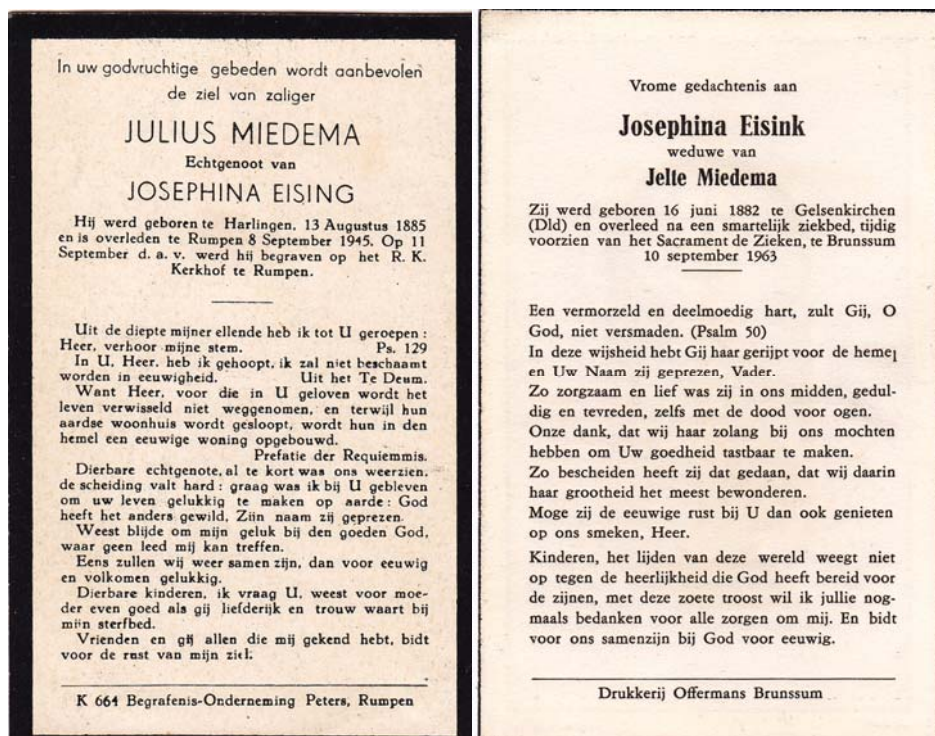 In uw godvruchtige gebeden wordt aanbevolen
de ziel van zaliger
JULIUS MIEDEMA
Echtgenoot van
JOSEPHINA EISING
Hij werd geboren te Harlingen, 13 Augustus 1885
en is overleden te Rumpen 8 September 1945. Op 11
September d. a. v. werd hij begraven op het R. K.
Kerkhof te Rumpen.
Uit de diepte mijner ellende heb ik tot U geroepen :
Heer, verhoor mijne stem. Ps. 129
In U, Heer, heb ik gehoopt, ik zal niet beschaamt
worden in eeuwigheid. Uit het Te Deum.
Want Heer, voor die in U geloven wordt het
leven verwisseld niet weggenomen, en terwijl hun
aardse woonhuis wordt gesloopt, wordt hun in den
hemel een eeuwige woning opgebouwd.
Prefatie der Requiemmis.
Dierbare echtgenote, al te kort was ons weerzien,
de scheiding valt hard : graag was ik bij U gebleven
om uw leven gelukkig te maken op aarde : God
heeft het anders gewild, Zijn naam zij geprezen.
Weest blijde om mijn geluk bij den goeden God,
waar geen leed mij kan treffen.
Eens zullen wij weer samen zijn, dan voor eeuwig
en volkomen gelukkig.
Dierbare kinderen, ik vraag U, weest voor moe-
der even goed als gij liefderijk en trouw waart bij
mijn sterfbed.
Vrienden en gij allen die mij gekend hebt, bidt
voor de rust van mijn ziel.
K 664 Begrafenis-Onderneming Peters, Rumpen
Vrome gedachtenis aan
Josephina Eisink
weduwe van
Jelte Miedema
Zij werd geboren 16 juni 1882 te Gelsenkirchen
(Dld) en overleed na een smartelijk ziekbed, tijdig
voorzien van het Sacrament de Zieken, te Brunssum
10 september 1963
Een vermorzeld en deelmoedig hart, zult Gij, O
God, niet versmaden. (Psalm 50)
In deze wijsheid hebt Gij haar gerijpt voor de hemel
en Uw Naam zij geprezen, Vader.
Zo zorgzaam en lief was zij in ons midden, gedul-
dig en tevreden, zelfs met de dood voor ogen.
Onze dank, dat wij haar zolang bij ons mochten
hebben om Uw goedheid tastbaar te maken.
Zo bescheiden heeft zij dat gedaan, dat wij daarin
haar grootheid het meest bewonderen.
Moge zij de eeuwige rust bij U dan ook genieten
op ons smeken, Heer.
Kinderen, het lijden van deze wereld weegt niet
op tegen de heerlijkheid die God heeft bereid voor
de zijnen, met deze zoete troost wil ik jullie nog-
maals bedanken voor alle zorgen om mij. En bidt
voor ons samenzijn bij God voor eeuwig.
Drukkerij Offermans Brunssum